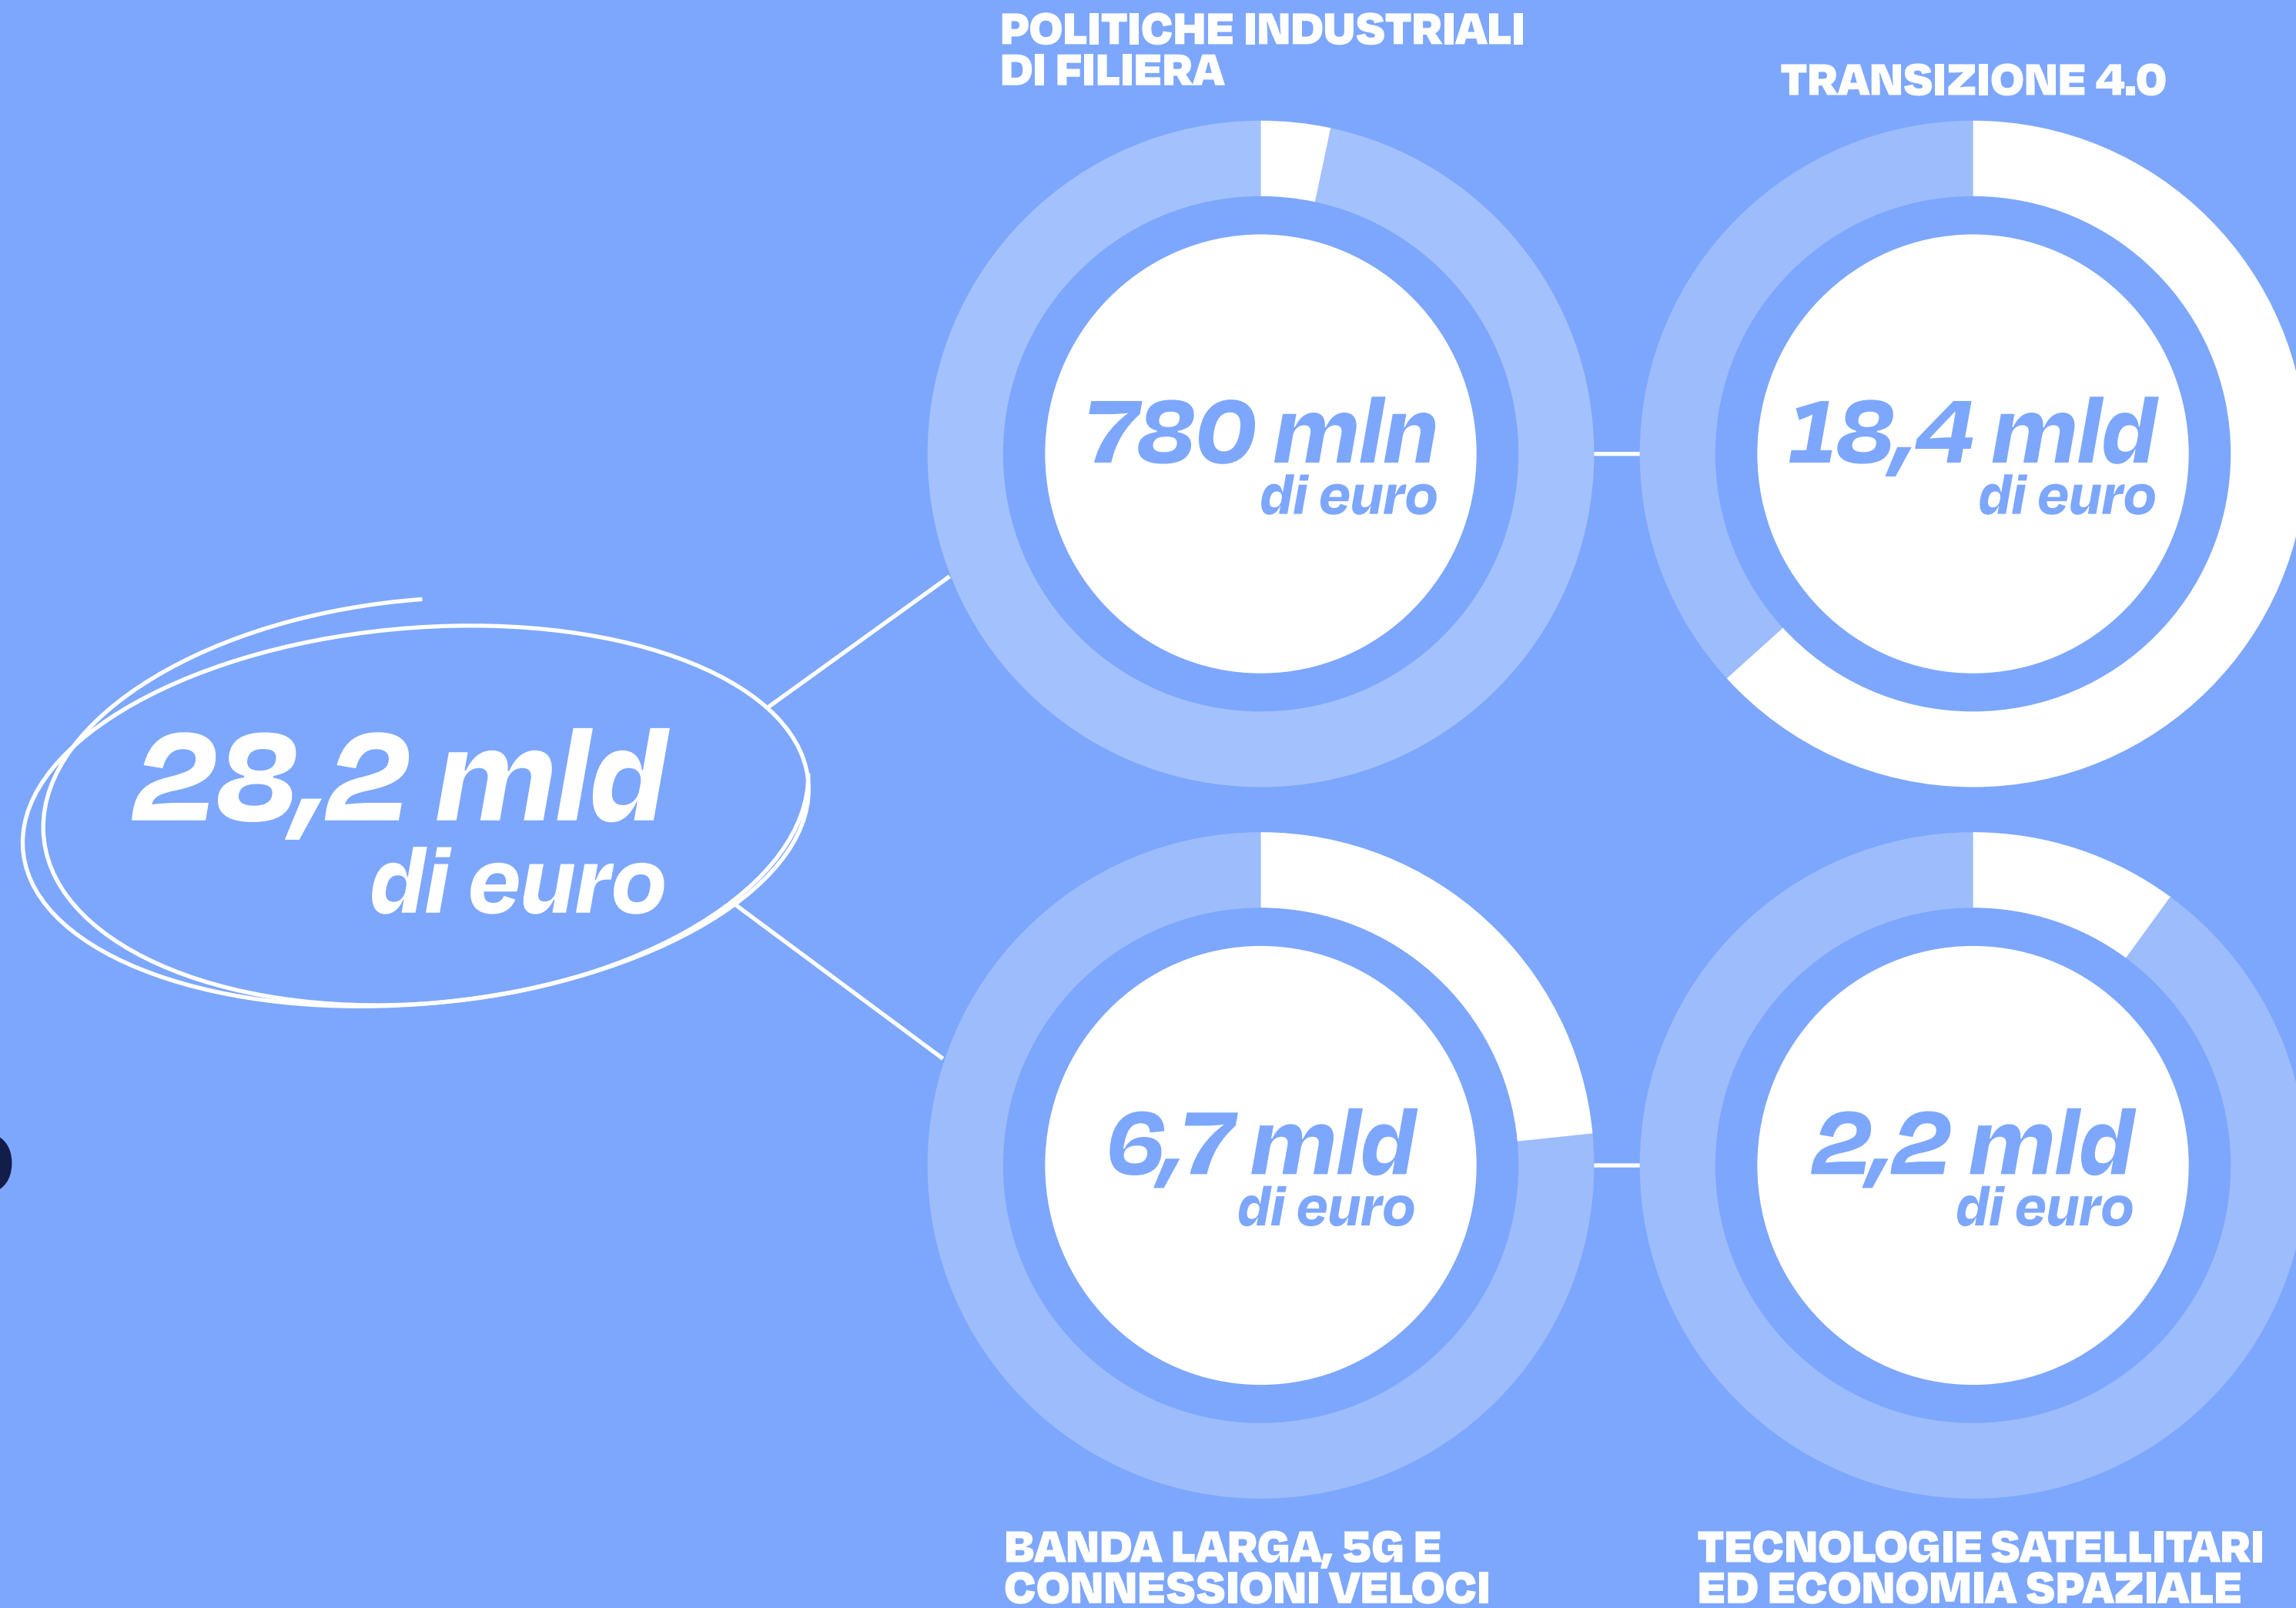 POLITICHE INDUSTRIALI
DI FILIERA
TRANSIZIONE 4.0
780 mln
di euro
18,4 mld
di euro
28,2 mld
di euro
6,7 mld
di euro
2,2 mld
di euro
BANDA LARGA, 5G E
CONNESSIONI VELOCI
TECNOLOGIE SATELLITARI
ED ECONOMIA SPAZIALE